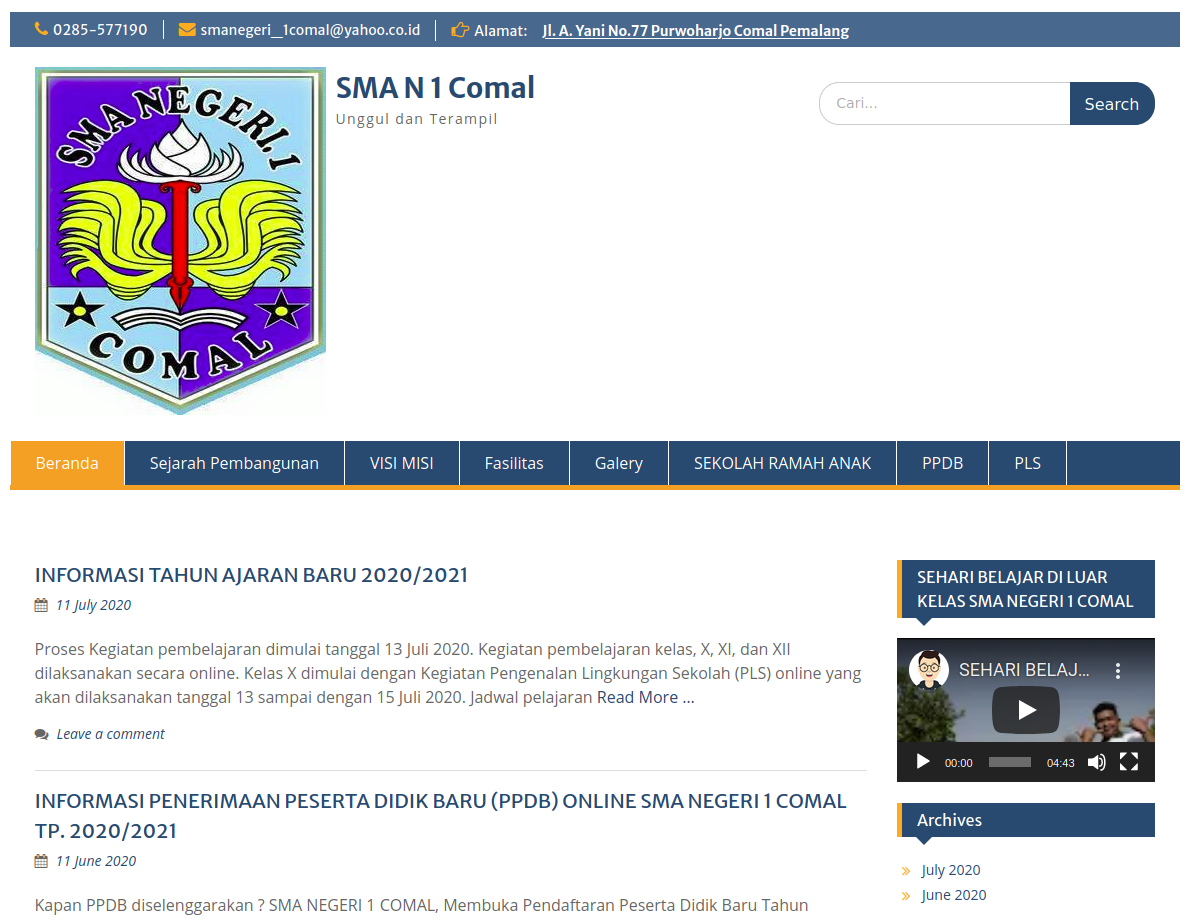 0285-577190 smanegeri_1comal@yahoo.co.id Alamat: Jl. A. Yani No.77 Purwoharjo Comal Pemalang
SMA NEGERI. 1
COMAL
SMA N 1 Comal
Unggul dan Terampil
Cari...
Search
Beranda Sejarah Pembangunan VISI MISI Fasilitas Galery SEKOLAH RAMAH ANAK PPDB PLS
INFORMASI TAHUN AJARAN BARU 2020/2021
11 July 2020
Proses Kegiatan pembelajaran dimulai tanggal 13 Juli 2020. Kegiatan pembelajaran kelas, X, XI, dan XII
dilaksanakan secara online. Kelas X dimulai dengan Kegiatan Pengenalan Lingkungan Sekolah (PLS) online yang
akan dilaksanakan tanggal 13 sampai dengan 15 Juli 2020. Jadwal pelajaran Read More ...
Leave a comment
INFORMASI PENERIMAAN PESERTA DIDIK BARU (PPDB) ONLINE SMA NEGERI 1 COMAL
TP. 2020/2021
11 June 2020
Kapan PPDB diselenggarakan ? SMA NEGERI 1 COMAL, Membuka Pendaftaran Peserta Didik Baru Tahun
SEHARI BELAJAR DI LUAR
KELAS SMA NEGERI 1 COMAL
SEHARI BELAJ...
00:00 04:43
Archives
July 2020
June 2020